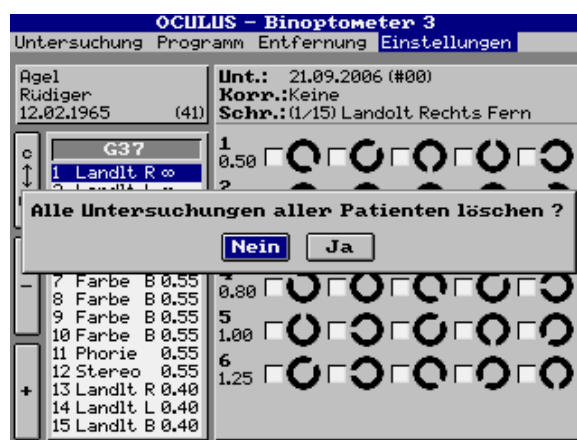 OCULUS – Binoptometer 3
Untersuchung Programm Entfernung Einstellungen
Agel
Rüdiger
12.02.1965 (41)
Unt.: 21.09.2006 (#00)
Korr.:Keine
Schr.:(1/15) Landolt Rechts Fern
C
G37
1 Landlt R ∞
1
0.50
Alle Untersuchungen aller Patienten löschen ?
Nein Ja
–
7 Farbe B 0.55
8 Farbe B 0.55
9 Farbe B 0.55
10 Farbe B 0.55
11 Phorie 0.55
12 Stereo 0.55
13 Landlt R 0.40
14 Landlt L 0.40
15 Landlt B 0.40
+
0.80
5
1.00
6
1.25